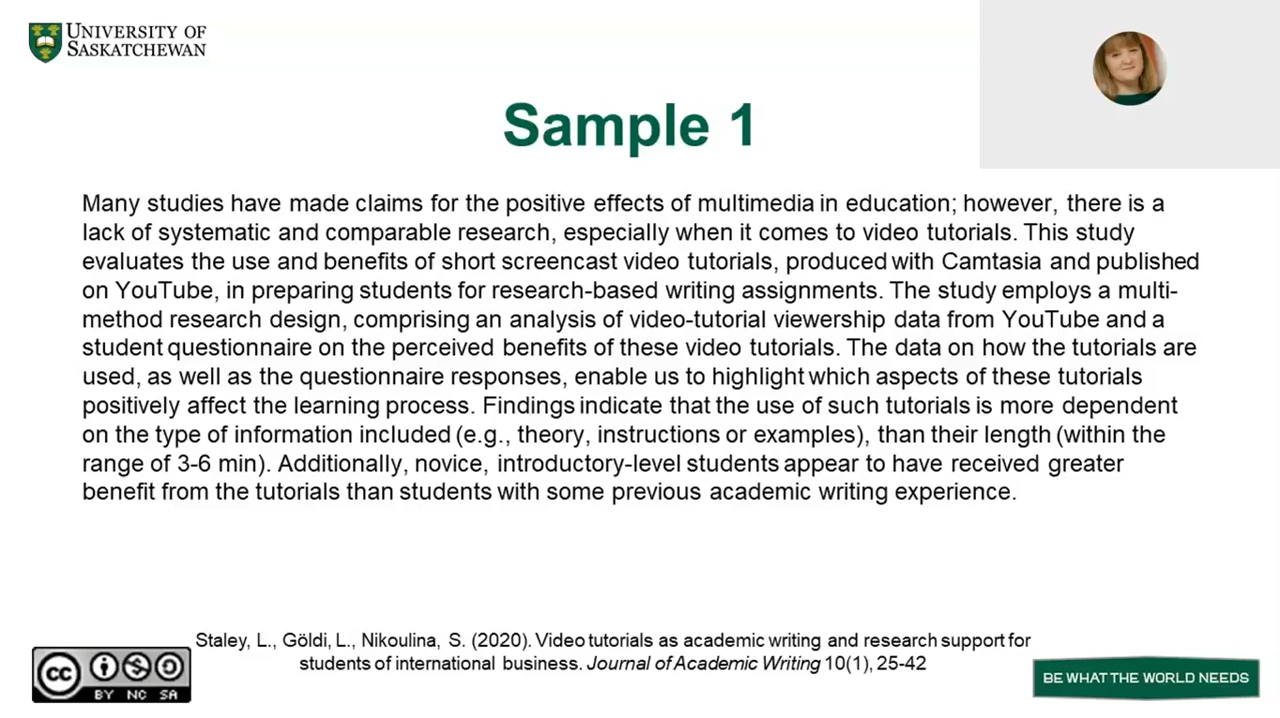 UNIVERSITY OF
SASKATCHEWAN
Sample 1
Many studies have made claims for the positive effects of multimedia in education; however, there is a
lack of systematic and comparable research, especially when it comes to video tutorials. This study
evaluates the use and benefits of short screencast video tutorials, produced with Camtasia and published
on YouTube, in preparing students for research-based writing assignments. The study employs a multi-
method research design, comprising an analysis of video-tutorial viewership data from YouTube and a
student questionnaire on the perceived benefits of these video tutorials. The data on how the tutorials are
used, as well as the questionnaire responses, enable us to highlight which aspects of these tutorials
positively affect the learning process. Findings indicate that the use of such tutorials is more dependent
on the type of information included (e.g., theory, instructions or examples), than their length (within the
range of 3-6 min). Additionally, novice, introductory-level students appear to have received greater
benefit from the tutorials than students with some previous academic writing experience.
Staley, L., Göldi, L., Nikoulina, S. (2020). Video tutorials as academic writing and research support for
students of international business. Journal of Academic Writing 10(1), 25-42
cc
BY NC SA
BE WHAT THE WORLD NEEDS